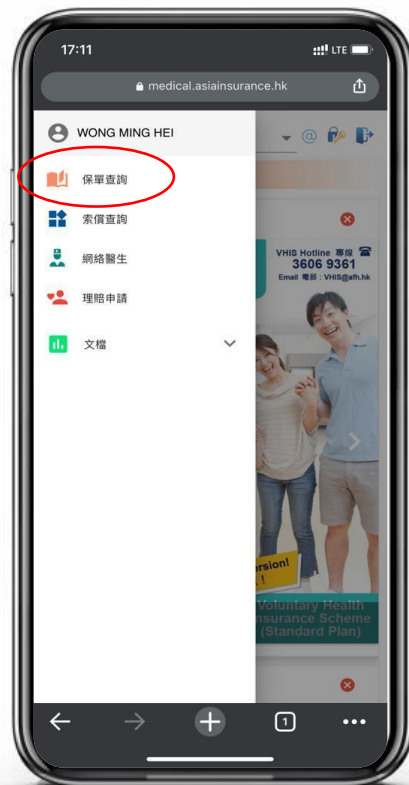 17:11
LTE
medical.asiainsurance.hk
WONG MING HEI
@
保單查詢
索償查詢
網絡醫生
理賠申請
文檔
VHIS Hotline 專線
3606 9361
Email 電郵 : VHIS@afh.hk
ersion!
!
Voluntary Health
nsurance Scheme
(Standard Plan)
1